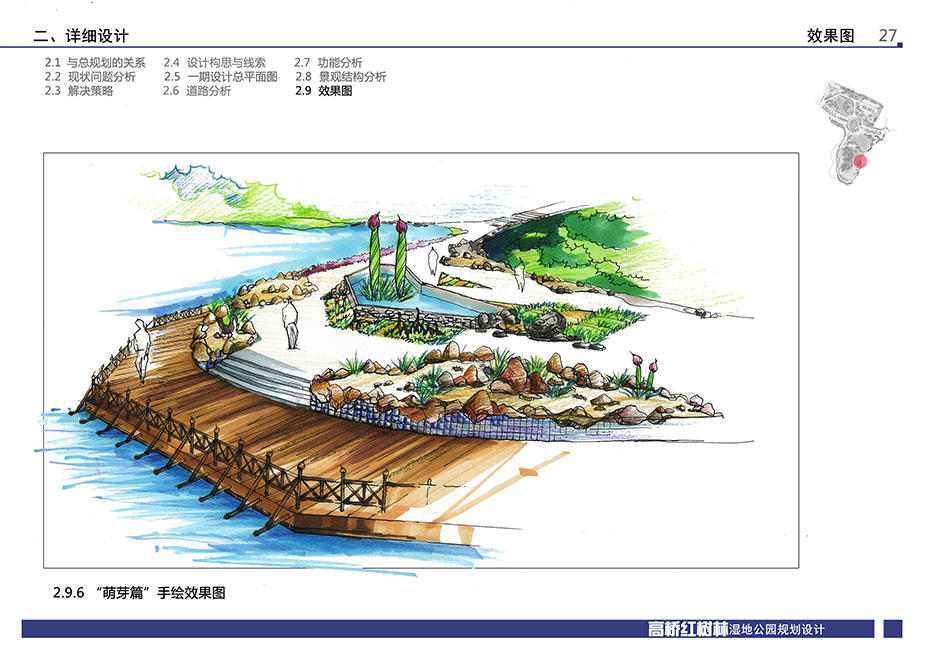 二、详细设计
效果图 27
2.1 与总规划的关系 2.4 设计构思与线索 2.7 功能分析
2.2 现状问题分析 2.5 一期设计总平面图 2.8 景观结构分析
2.3 解决策略 2.6 道路分析 2.9 效果图
2.9.6 “萌芽篇”手绘效果图
高桥红树林湿地公园规划设计